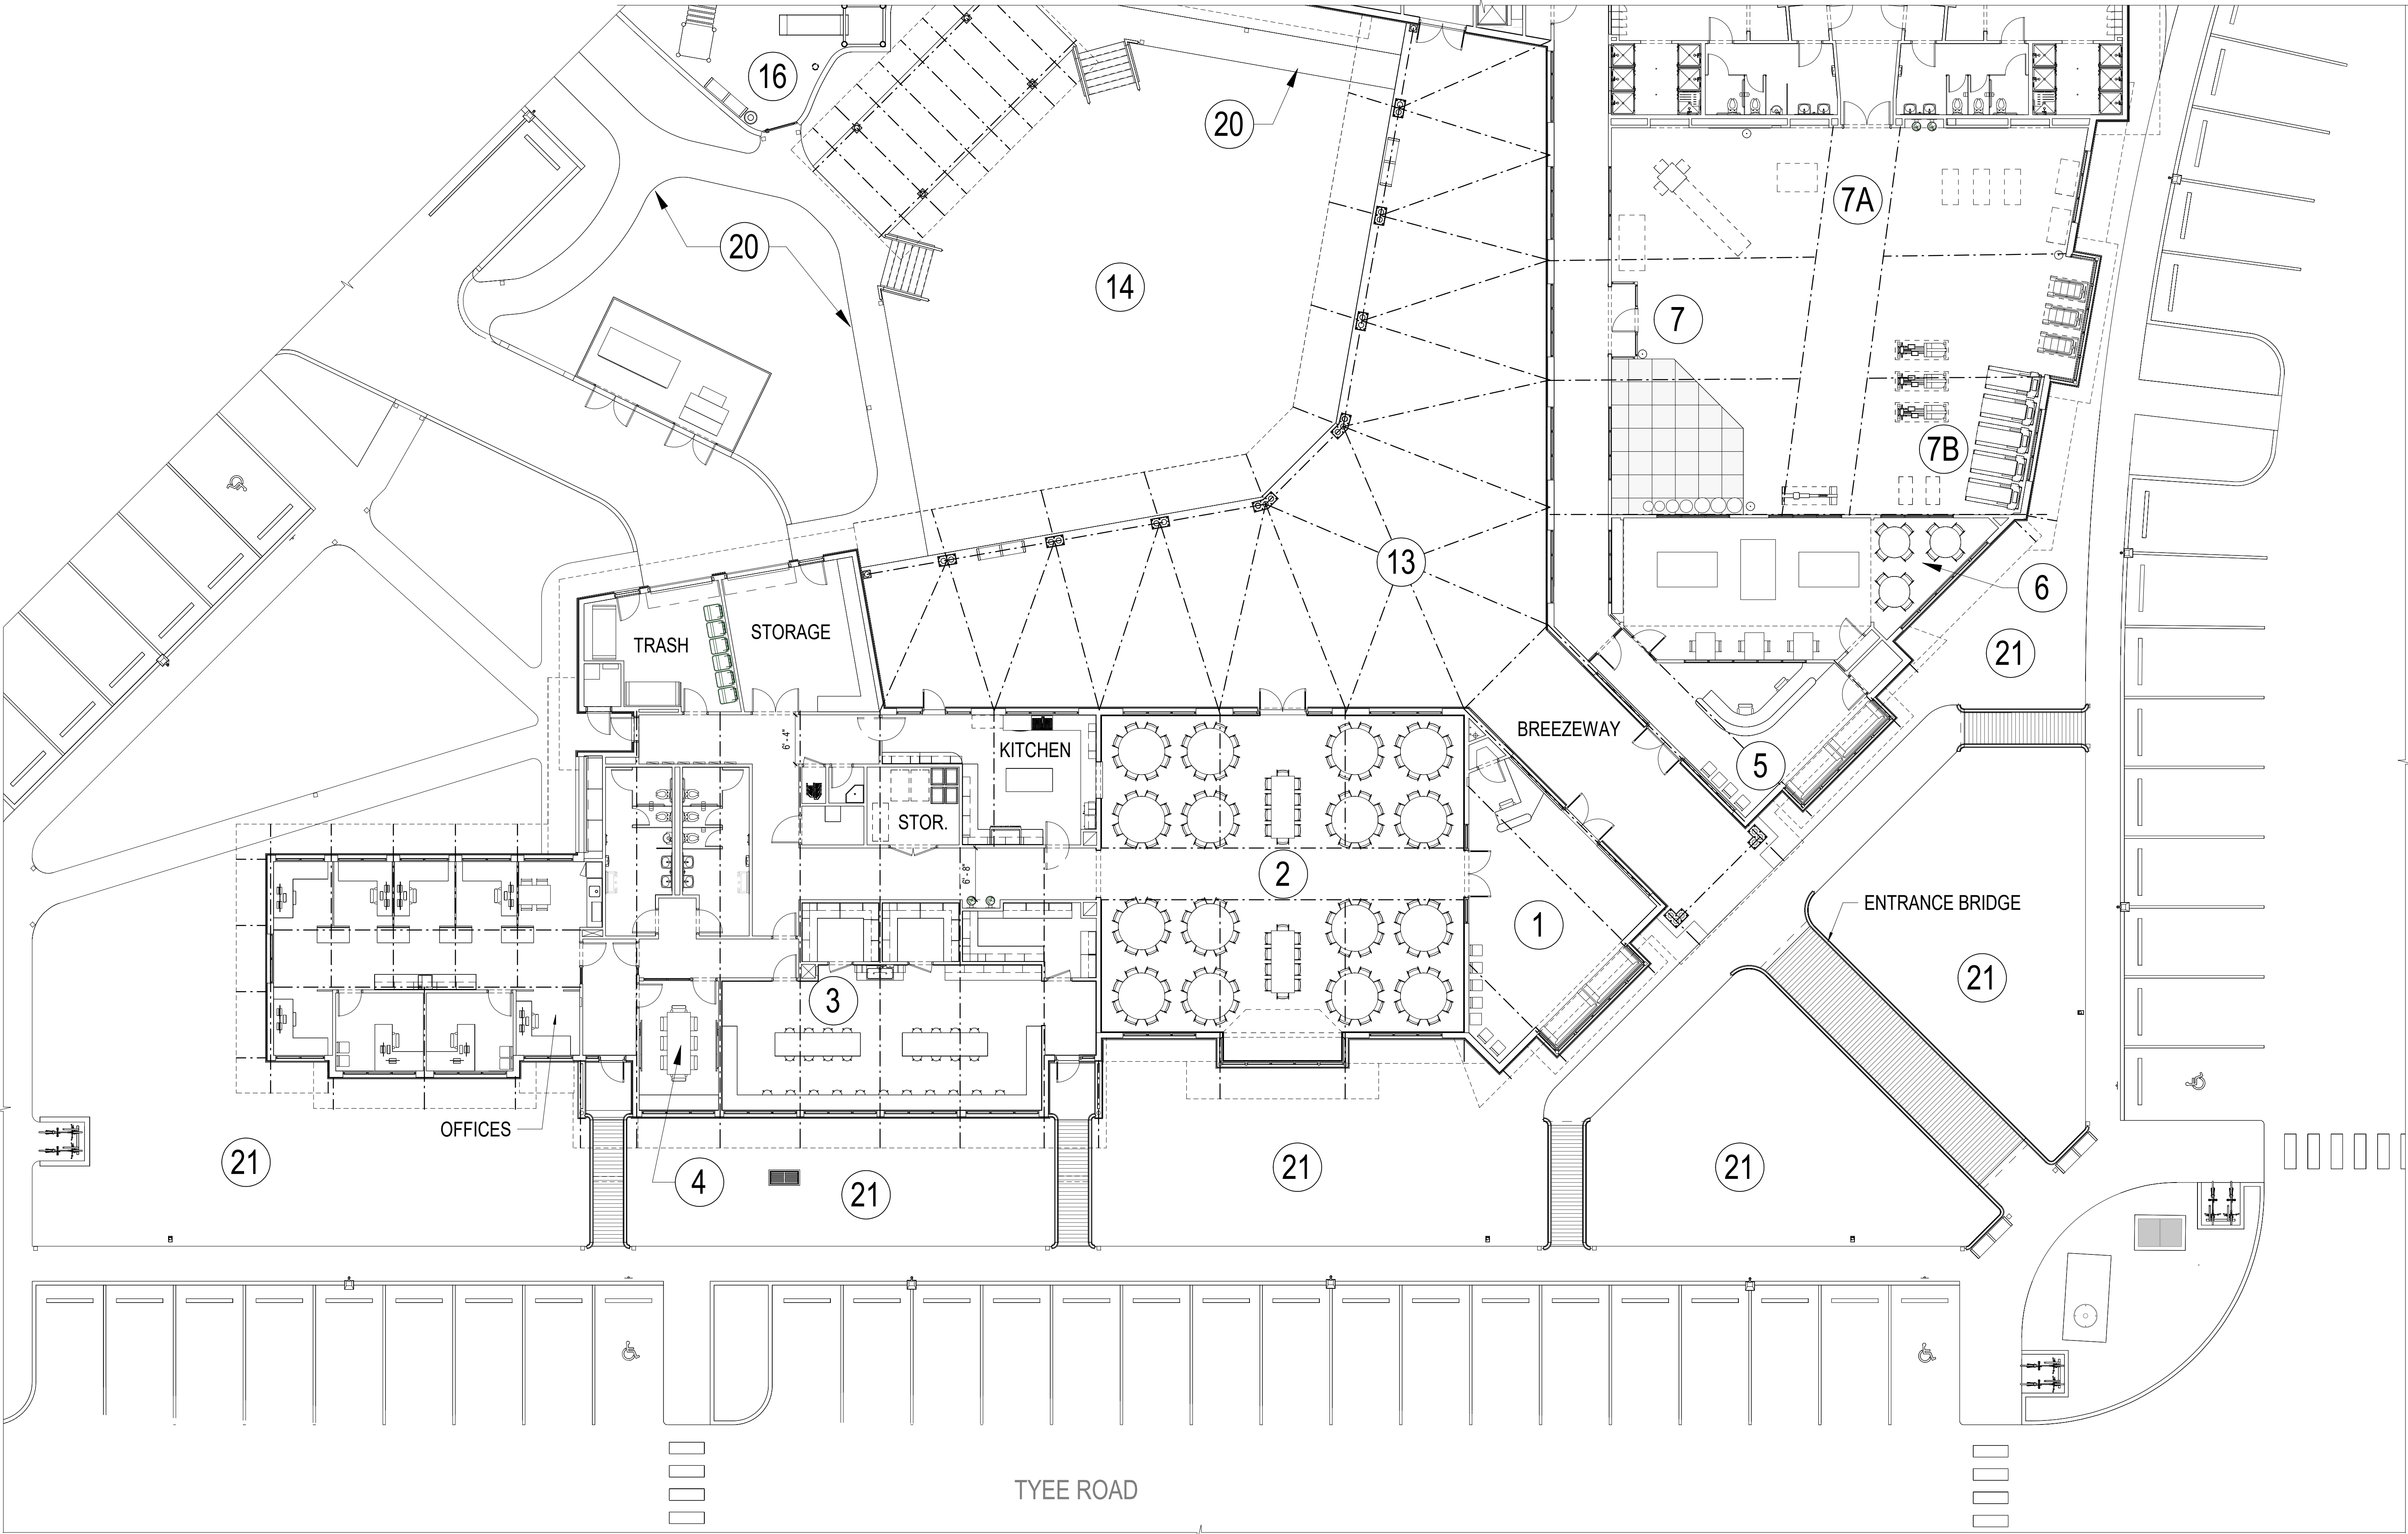 16
20
7A
20
14
7
7B
13
6
TRASH
STORAGE
21
6'-4"
KITCHEN
BREEZEWAY
5
STOR.
2
6'-8"
ENTRANCE BRIDGE
1
21
3
OFFICES
21
4
21
21
21
TYEE ROAD